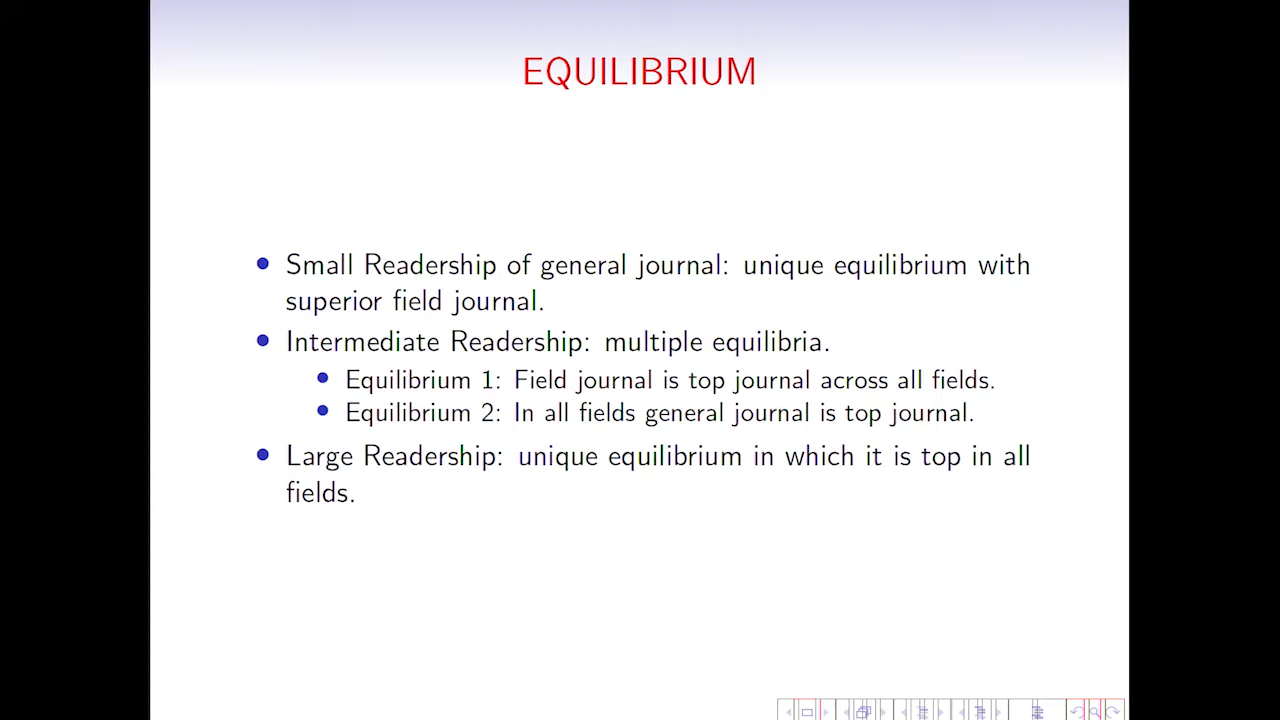 EQUILIBRIUM
• Small Readership of general journal: unique equilibrium with
superior field journal.
• Intermediate Readership: multiple equilibria.
• Equilibrium 1: Field journal is top journal across all fields.
• Equilibrium 2: In all fields general journal is top journal.
• Large Readership: unique equilibrium in which it is top in all
fields.